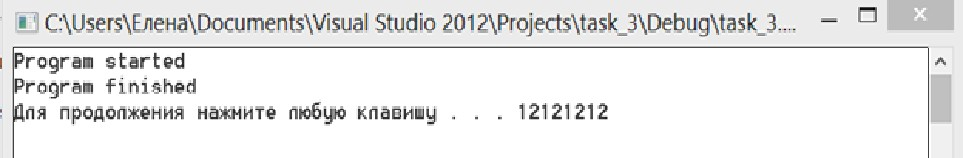 C:\Users\Елена\Documents\Visual Studio 2012\Projects\task_3\Debug\task_3....
Program started
Program finished
Для продолжения нажмите любую клавишу . . . 12121212